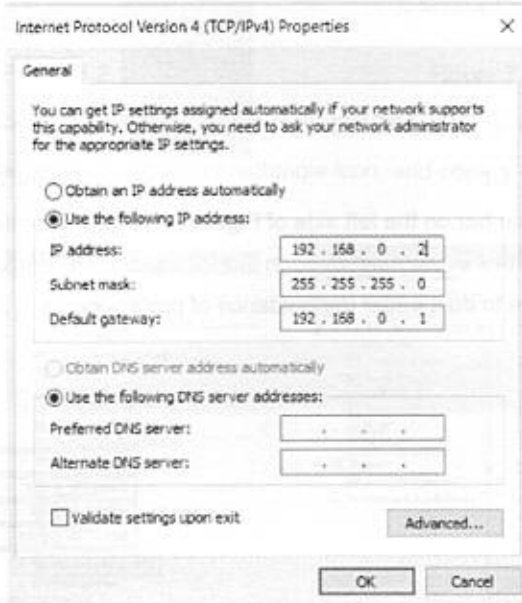 Internet Protocol Version 4 (TCP/IPv4) Properties
General
You can get IP settings assigned automatically if your network supports
this capability. Otherwise, you need to ask your network administrator
for the appropriate IP settings.
Obtain an IP address automatically
Use the following IP address:
IP address: 192 . 168 . 0 . 2
Subnet mask: 255 . 255 . 255 . 0
Default gateway: 192 . 168 . 0 . 1
Obtain DNS server address automatically
Use the following DNS server addresses:
Preferred DNS server: . . .
Alternate DNS server: . . .
Validate settings upon exit
Advanced...
OK Cancel